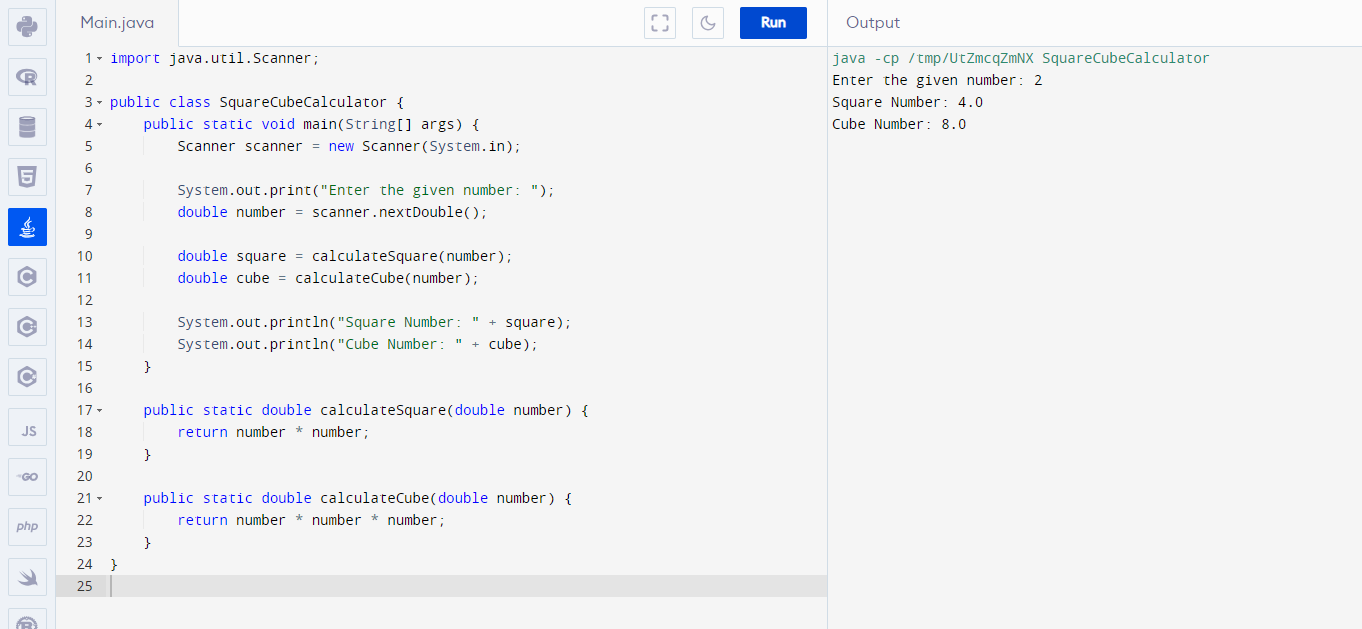 Main.java
Run
Output
1 import java.util.Scanner;
2
3 public class SquareCubeCalculator {
4     public static void main(String[] args) {
5         Scanner scanner = new Scanner(System.in);
6
7         System.out.print("Enter the given number: ");
8         double number = scanner.nextDouble();
9
10         double square = calculateSquare(number);
11         double cube = calculateCube(number);
12
13         System.out.println("Square Number: " + square);
14         System.out.println("Cube Number: " + cube);
15     }
16
17     public static double calculateSquare(double number) {
18         return number * number;
19     }
20
21     public static double calculateCube(double number) {
22         return number * number * number;
23     }
24 }
25
java -cp /tmp/UtZmcqZmNX SquareCubeCalculator
Enter the given number: 2
Square Number: 4.0
Cube Number: 8.0
R
C
C
C
JS
GO
php